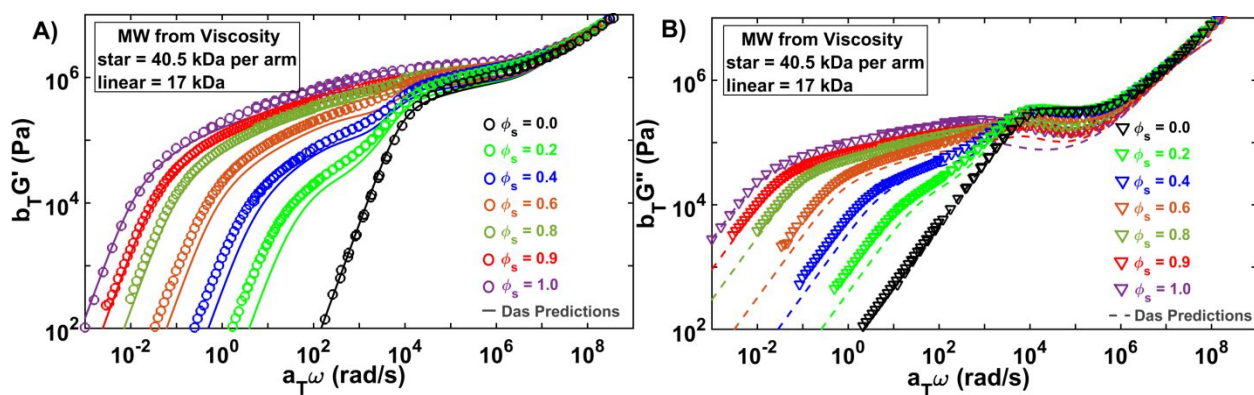 A)
MW from Viscosity
star = 40.5 kDa per arm
linear = 17 kDa
b_T G' (Pa)
10^6
10^4
10^2
ϕ_s = 0.0
ϕ_s = 0.2
ϕ_s = 0.4
ϕ_s = 0.6
ϕ_s = 0.8
ϕ_s = 0.9
ϕ_s = 1.0
Das Predictions
10^-2 10^0 10^2 10^4 10^6 10^8
a_T ω (rad/s)
B)
MW from Viscosity
star = 40.5 kDa per arm
linear = 17 kDa
b_T G'' (Pa)
10^6
10^4
10^2
ϕ_s = 0.0
ϕ_s = 0.2
ϕ_s = 0.4
ϕ_s = 0.6
ϕ_s = 0.8
ϕ_s = 0.9
ϕ_s = 1.0
Das Predictions
10^-2 10^0 10^2 10^4 10^6 10^8
a_T ω (rad/s)